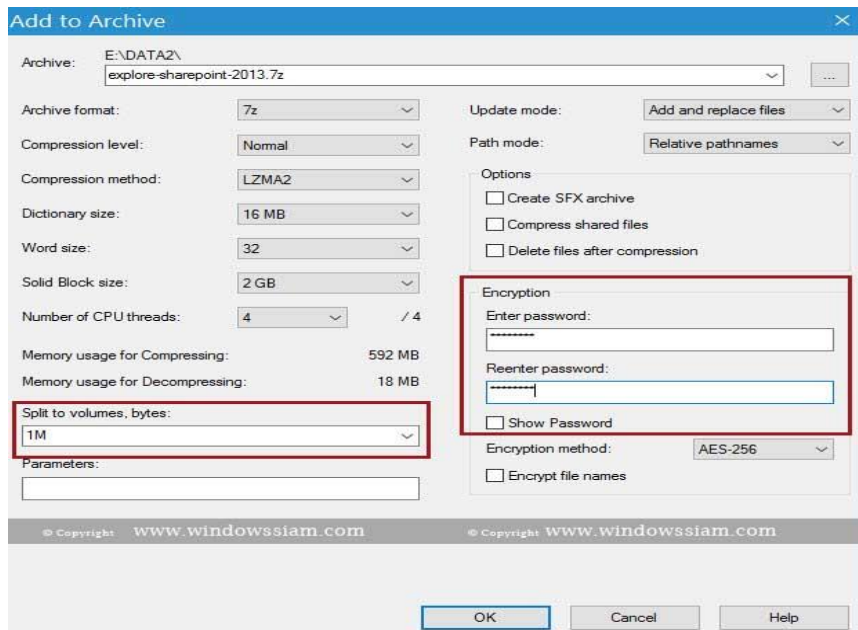 Add to Archive
Archive:
E:\DATA2\
explore-sharepoint-2013.7z
...
Archive format:
7z
Compression level:
Normal
Compression method:
LZMA2
Dictionary size:
16 MB
Word size:
32
Solid Block size:
2 GB
Number of CPU threads:
4
/ 4
Memory usage for Compressing:
592 MB
Memory usage for Decompressing:
18 MB
Split to volumes, bytes:
1M
Parameters:
Update mode:
Add and replace files
Path mode:
Relative pathnames
Options
Create SFX archive
Compress shared files
Delete files after compression
Encryption
Enter password:
Reenter password:
Show Password
Encryption method:
AES-256
Encrypt file names
© Copyright www.windowssiam.com
© Copyright www.windowssiam.com
OK
Cancel
Help